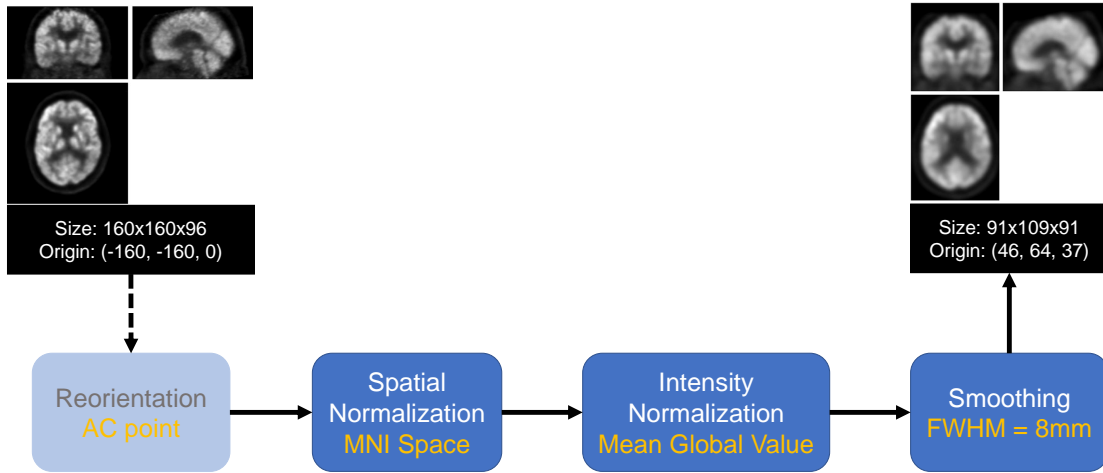 Size: 160x160x96
Origin: (-160, -160, 0)
Size: 91x109x91
Origin: (46, 64, 37)
Reorientation
AC point
Spatial
Normalization
MNI Space
Intensity
Normalization
Mean Global Value
Smoothing
FWHM = 8mm